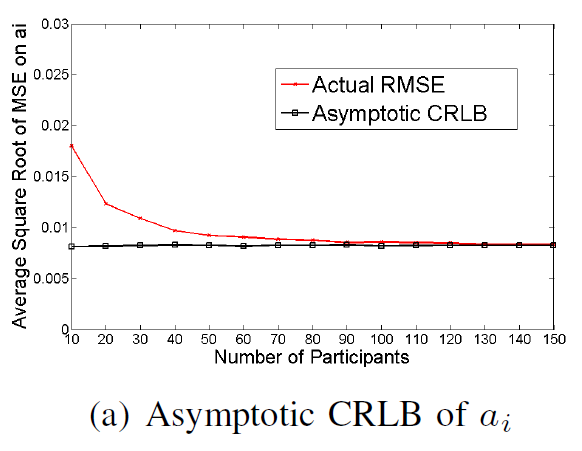 0.03
0.025
0.02
0.015
0.01
0.005
0
Average Square Root of MSE on ai
Actual RMSE
Asymptotic CRLB
10 20 30 40 50 60 70 80 90 100 110 120 130 140 150
Number of Participants
(a) Asymptotic CRLB of a_i